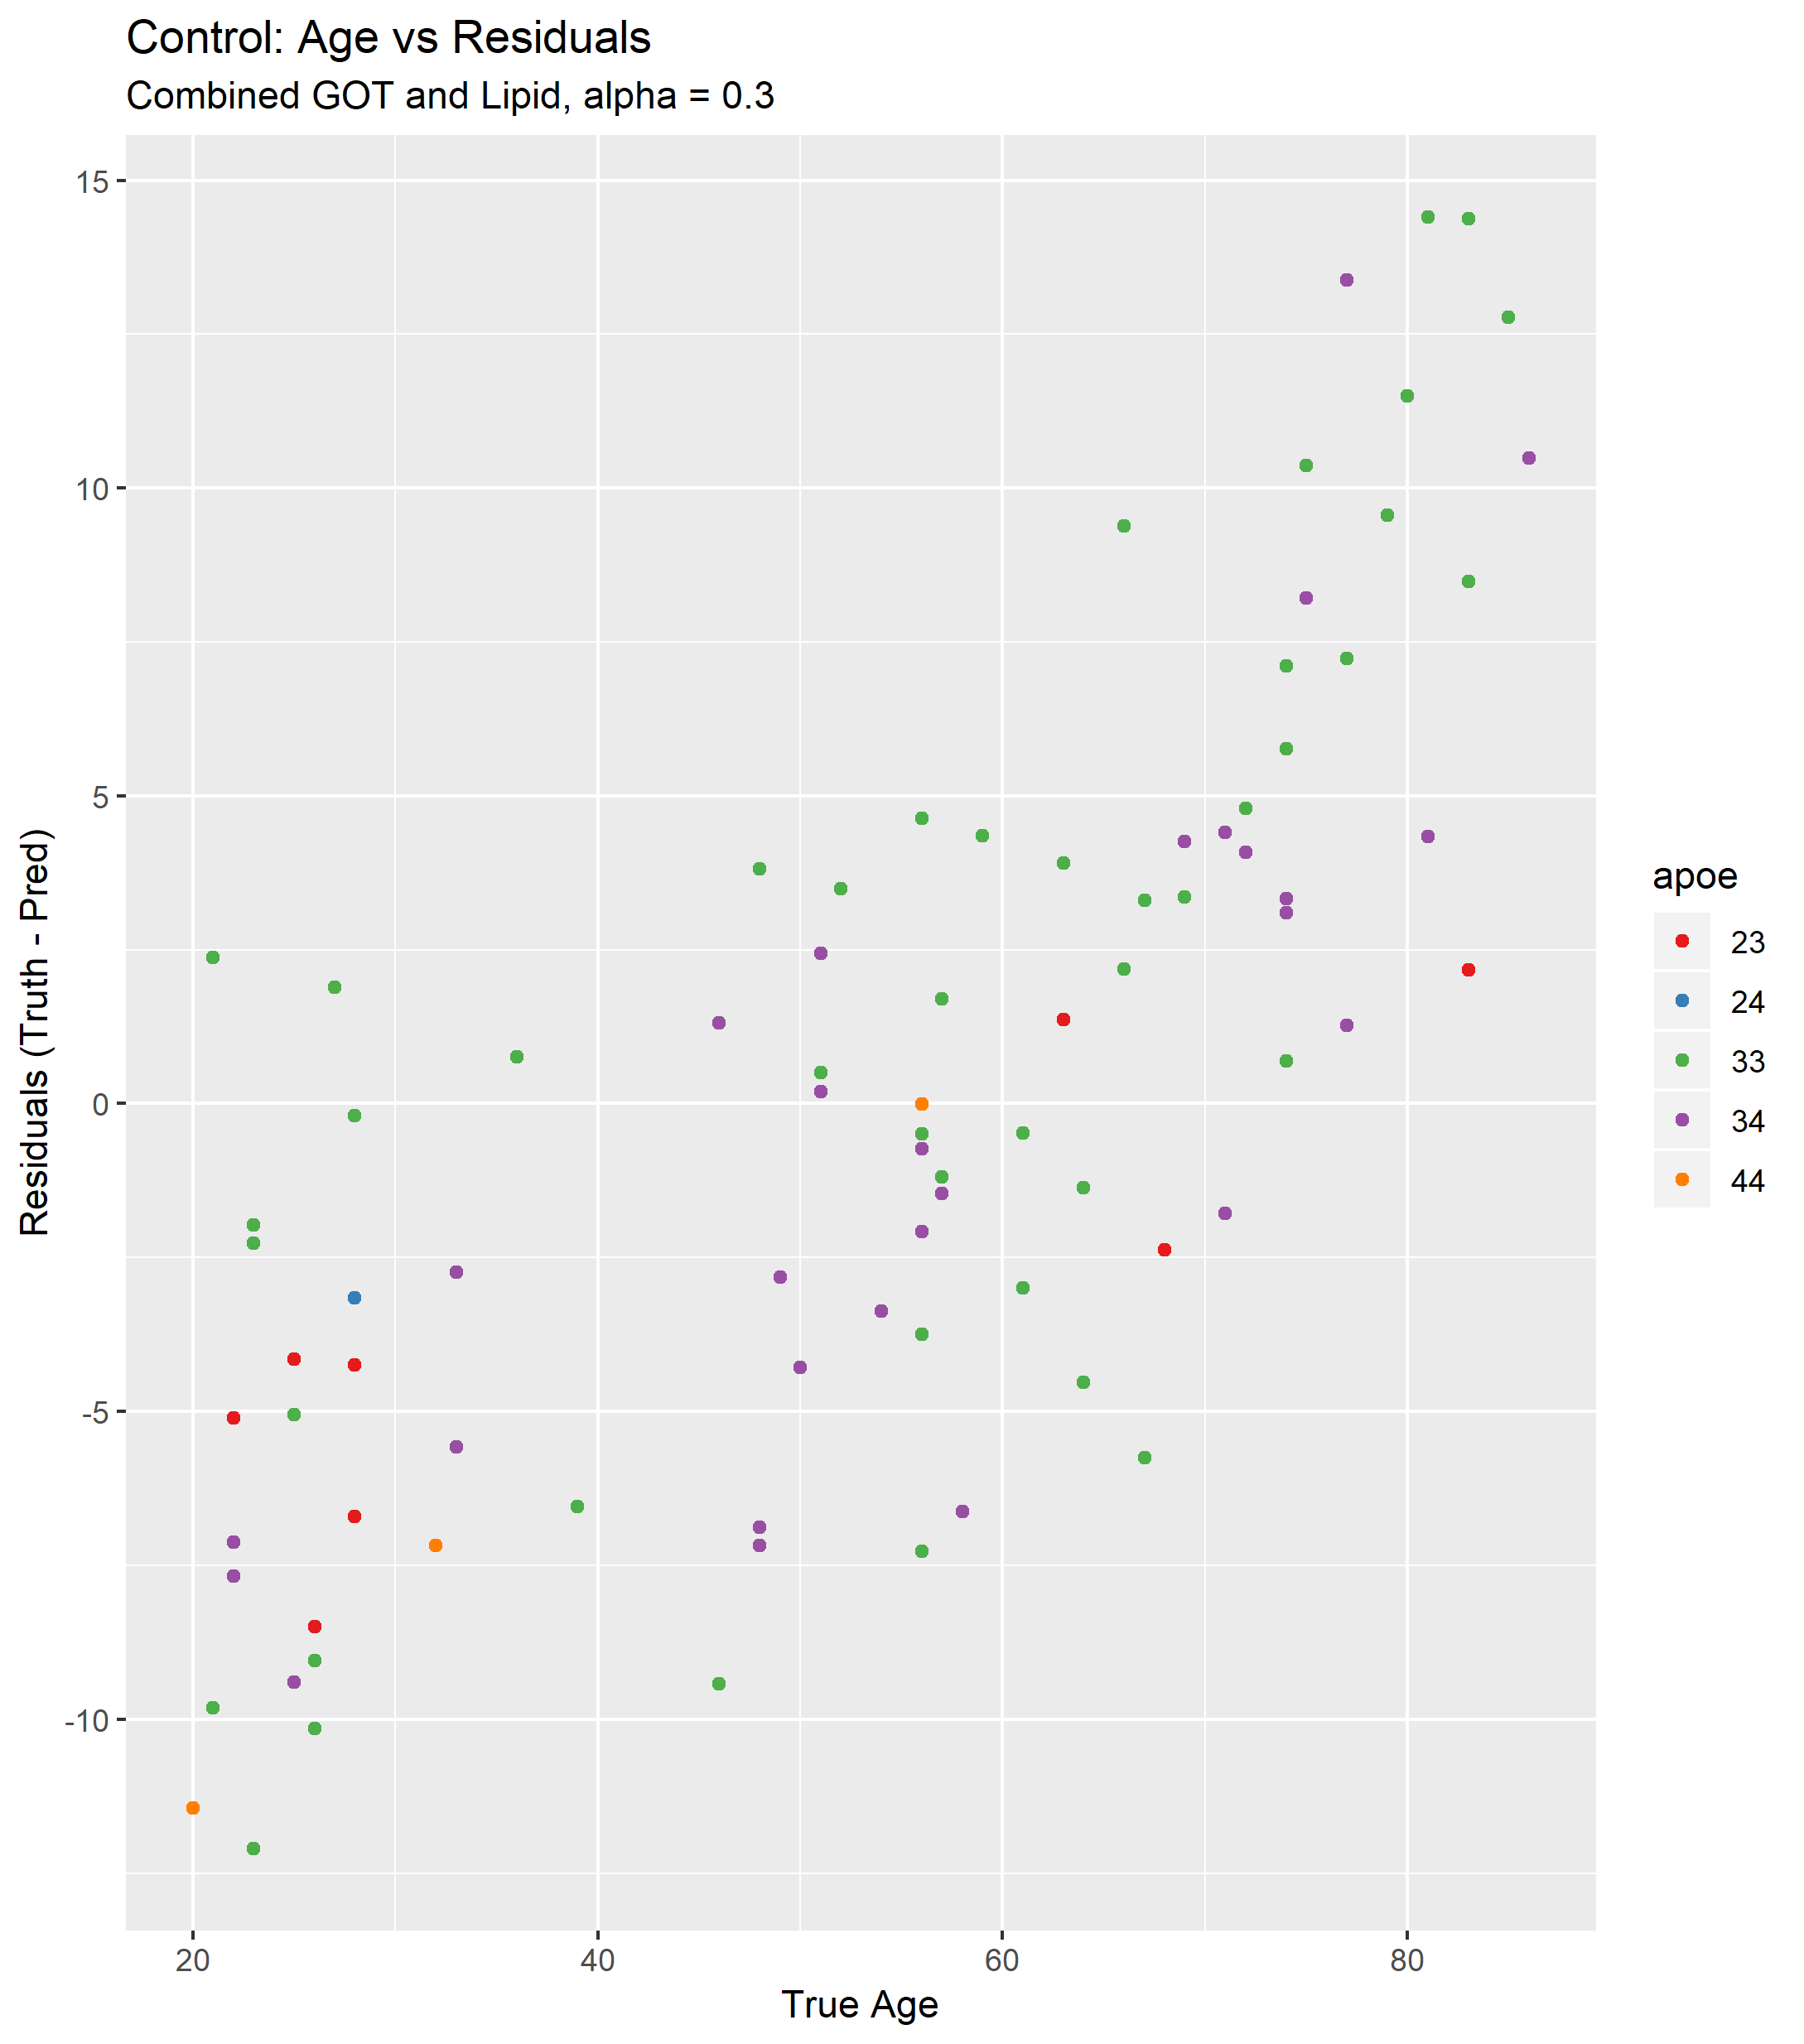 Control: Age vs Residuals
Combined GOT and Lipid, alpha = 0.3
15
10
5
0
-5
-10
Residuals (Truth - Pred)
20 40 60 80
True Age
apoe
23
24
33
34
44